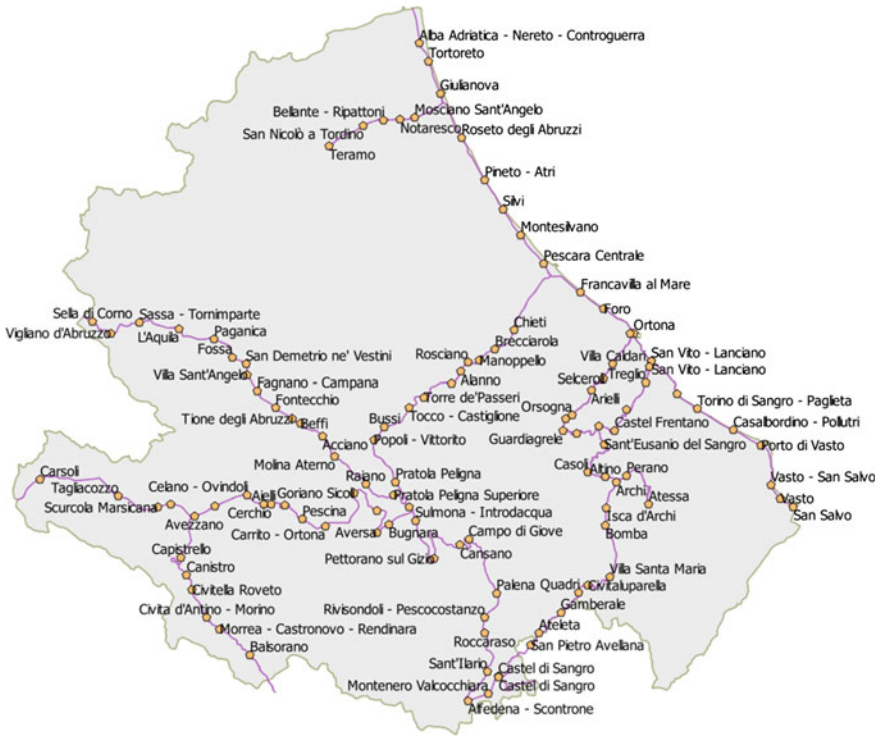 Alba Adriatica - Nereto - Controguerra
Tortoreto
Giulianova
Bellante - Ripattoni
Mosciano Sant'Angelo
San Nicolò a Tordino
Notaresco
Roseto degli Abruzzi
Teramo
Pineto - Atri
Silvi
Montesilvano
Pescara Centrale
Francavilla al Mare
Foro
Ortona
Sella di Corno
Sassa - Tornimparte
Vigliano d'Abruzzo
L'Aquila
Paganica
Fossa
San Demetrio ne' Vestini
Villa Sant'Angelo
Fagnano - Campana
Fontecchio
Tione degli Abruzzi
Beffi
Acciano
Molina Aterno
Chieti
Brecciarola
Rosciano
Manoppello
Alanno
Torre de'Passeri
Tocco - Castiglione
Bussi
Popoli - Vittorito
Villa Caldari
San Vito - Lanciano
San Vito - Lanciano
Selceroli
Treglio
Arielli
Orsogna
Guardiagrele
Castel Frentano
Sant'Eusanio del Sangro
Torino di Sangro - Paglieta
Casalbordino - Pollutri
Porto di Vasto
Vasto - San Salvo
Vasto
San Salvo
Casoli
Altino
Perano
Archi
Atessa
Isca d'Archi
Bomba
Carsoli
Tagliacozzo
Celano - Ovindoli
Scurcola Marsicana
Avezzano
Aielli
Cerchio
Goriano Sicoli
Pescina
Carrito - Ortona
Raiano
Pratola Peligna
Pratola Peligna Superiore
Sulmona - Introdacqua
Aversa
Bugnara
Campo di Giove
Cansano
Pettorano sul Gizio
Capistrello
Canistro
Civitella Roveto
Civita d'Antino - Morino
Morrea - Castronovo - Rendinara
Balsorano
Villa Santa Maria
Palena
Quadri
Civitaluparella
Rivisondoli - Pescocostanzo
Gamberale
Ateleta
Roccaraso
San Pietro Avellana
Sant'Ilario
Castel di Sangro
Montenero Valcocchiara
Castel di Sangro
Alfedena - Scontrone